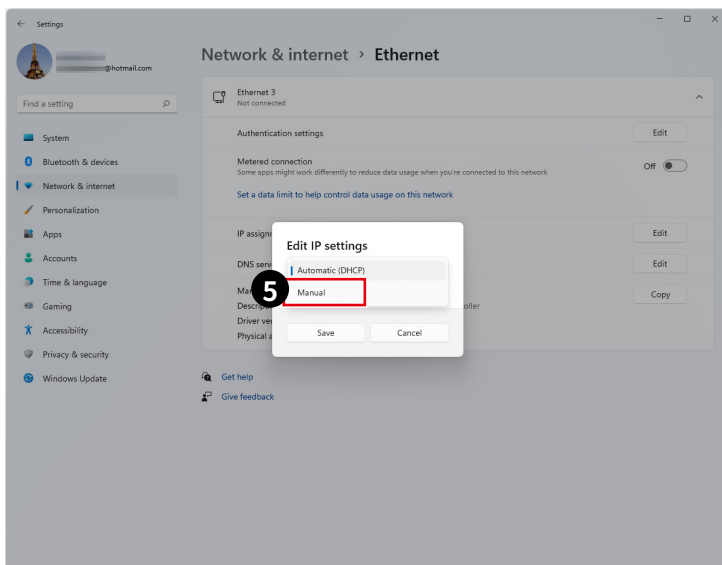 Settings
@hotmail.com
Find a setting
System
Bluetooth & devices
Network & internet
Personalization
Apps
Accounts
Time & language
Gaming
Accessibility
Privacy & security
Windows Update
Network & internet > Ethernet
Ethernet 3
Not connected
Authentication settings
Edit
Metered connection
Some apps might work differently to reduce data usage when you're connected to this network
Off
Set a data limit to help control data usage on this network
IP assignm
Edit
DNS serv
Edit
Copy
Descrip
oller
Driver ve
Physical a
Edit IP settings
Automatic (DHCP)
5
Manual
Save
Cancel
Get help
Give feedback